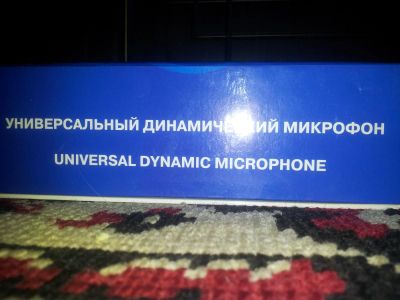 УНИВЕРСАЛЬНЫЙ ДИНАМИЧЕСКИЙ МИКРОФОН
UNIVERSAL DYNAMIC MICROPHONE